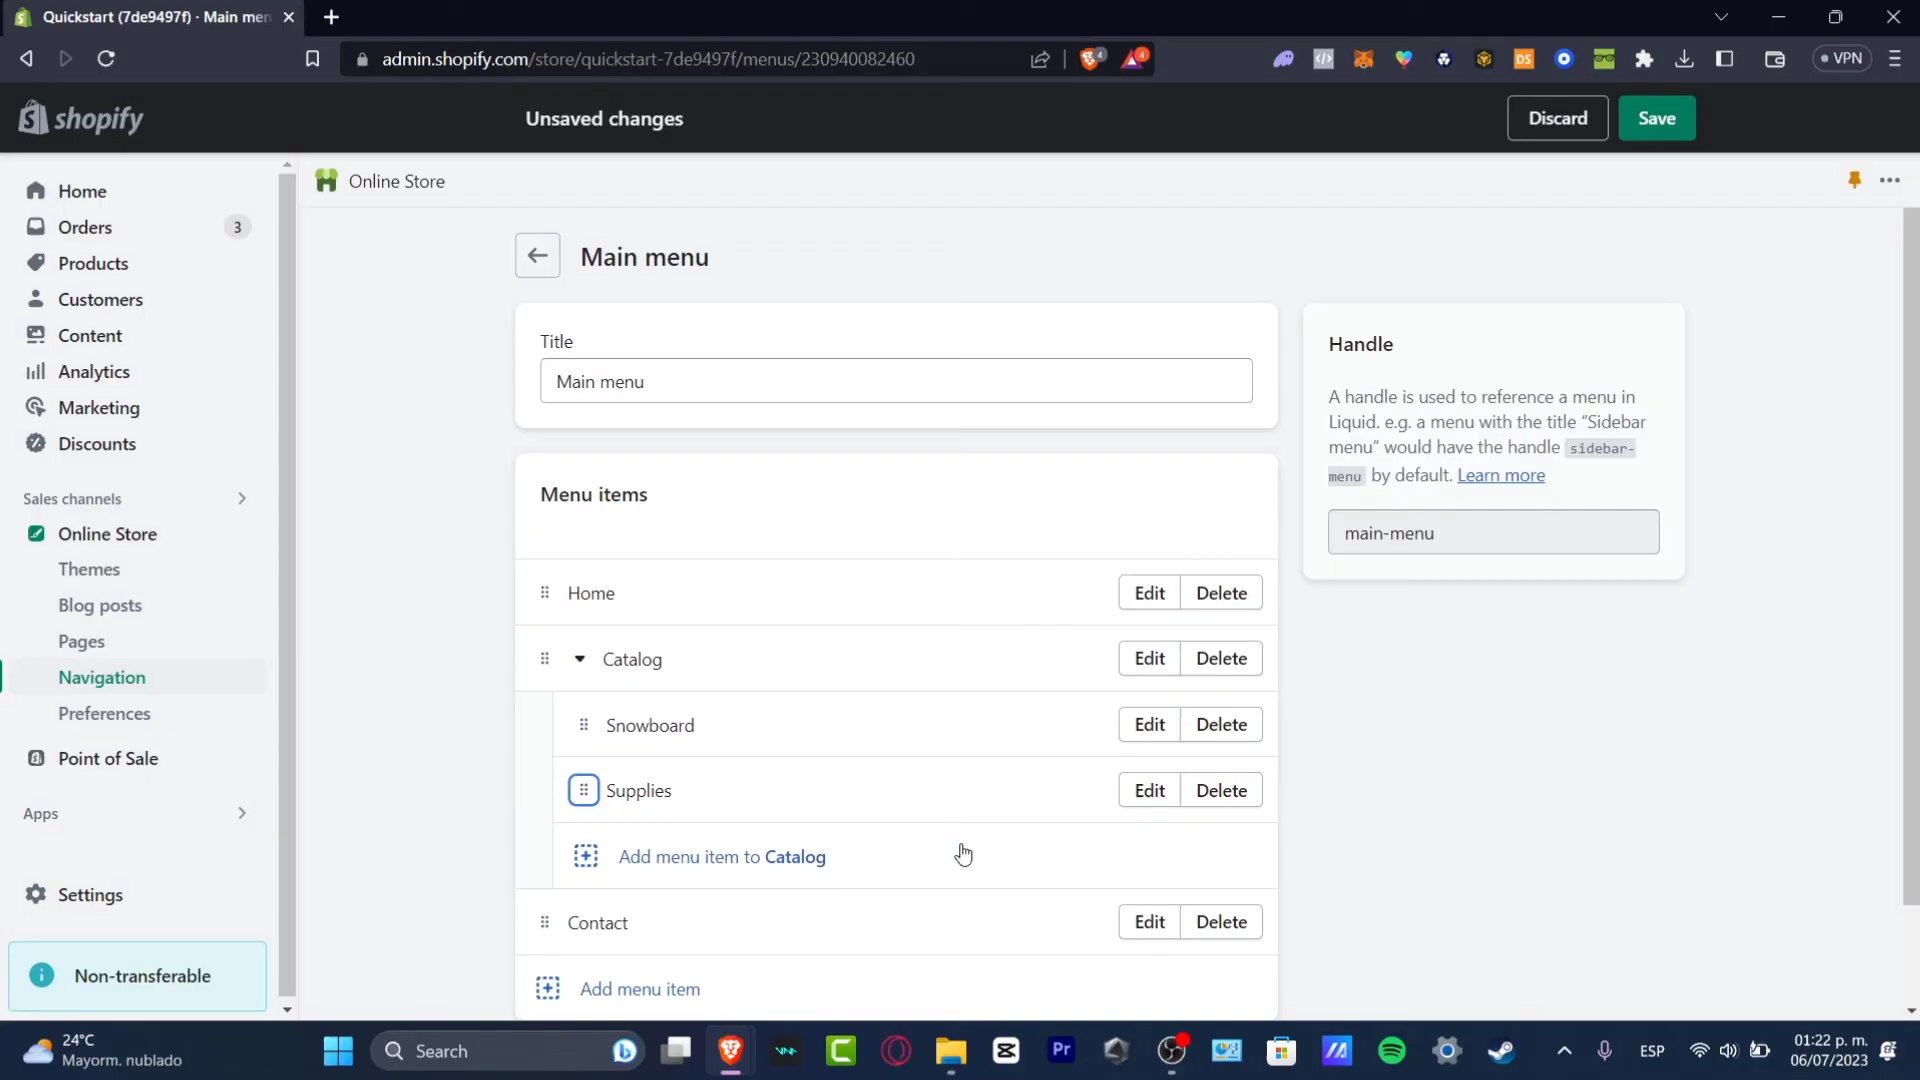 Quickstart (7de9497f) · Main men
admin.shopify.com/store/quickstart-7de9497f/menus/230940082460
4
4
DS
VPN
shopify
Unsaved changes
Discard
Save
Home
Orders
3
Products
Customers
Content
Analytics
Marketing
Discounts
Sales channels
Online Store
Themes
Blog posts
Pages
Navigation
Preferences
Point of Sale
Apps
Settings
Non-transferable
Online Store
Main menu
Title
Main menu
Menu items
Home
Edit
Delete
Catalog
Edit
Delete
Snowboard
Edit
Delete
Supplies
Edit
Delete
Add menu item to Catalog
Contact
Edit
Delete
Add menu item
Handle
A handle is used to reference a menu in
Liquid. e.g. a menu with the title “Sidebar
menu” would have the handle sidebar-
menu by default. Learn more
main-menu
24°C
Mayorm. nublado
Search
Pr
ESP
01:22 p. m.
06/07/2023